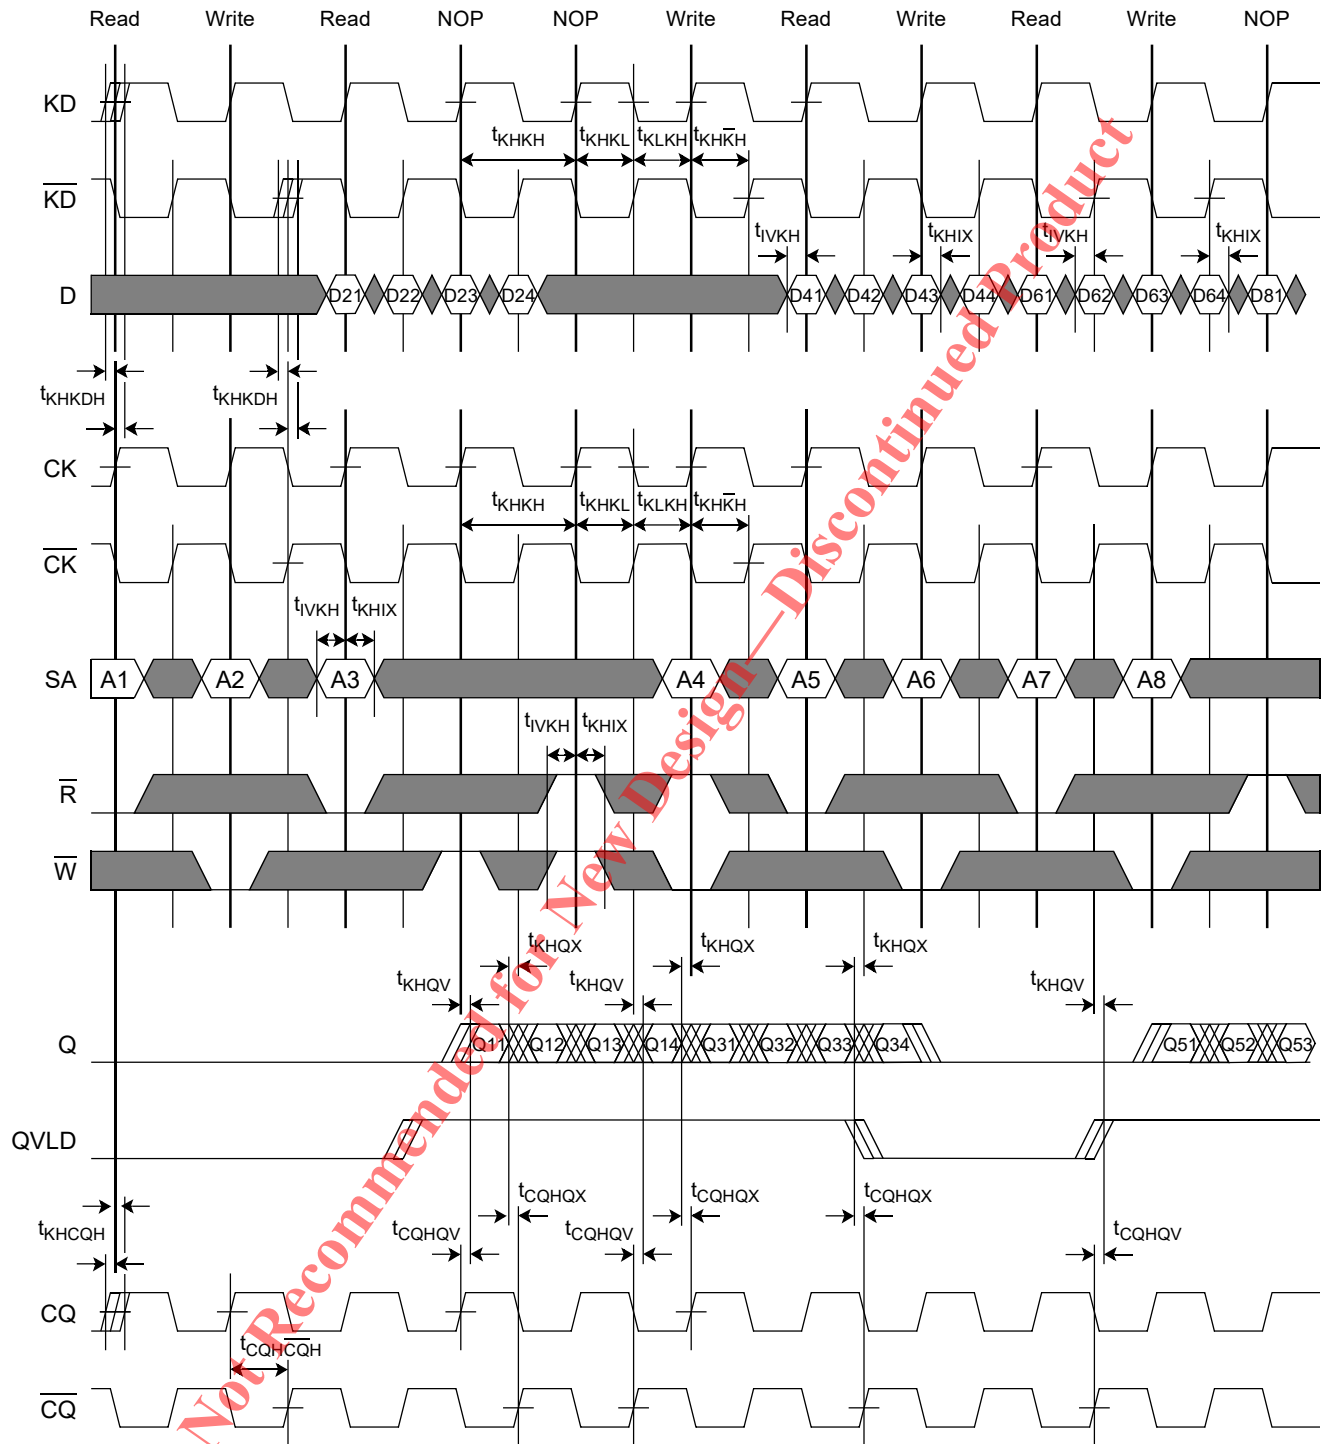 Read Write Read NOP NOP Write Read Write Read Write NOP
KD
tKHKH tKHKL tKLKH tKHK̅H
K̅D̅
tIVKH tKHIX tIVKH tKHIX
D D21 D22 D23 D24 D41 D42 D43 D44 D61 D62 D63 D64 D81
tKHKDH tKHKDH
CK
tKHKH tKHKL tKLKH tKHK̅H
C̅K̅
tIVKH tKHIX
SA A1 A2 A3 A4 A5 A6 A7 A8
tIVKH tKHIX
R̅
W̅
tKHQX tKHQX tKHQX
tKHQV tKHQV tKHQV
Q Q11 Q12 Q13 Q14 Q31 Q32 Q33 Q34 Q51 Q52 Q53
QVLD
tCQHQX tCQHQX tCQHQX
tKHCQH tCQHQV tCQHQV tCQHQV
CQ
tCQHC̅Q̅H
C̅Q̅
Not Recommended for New Design—Discontinued Product